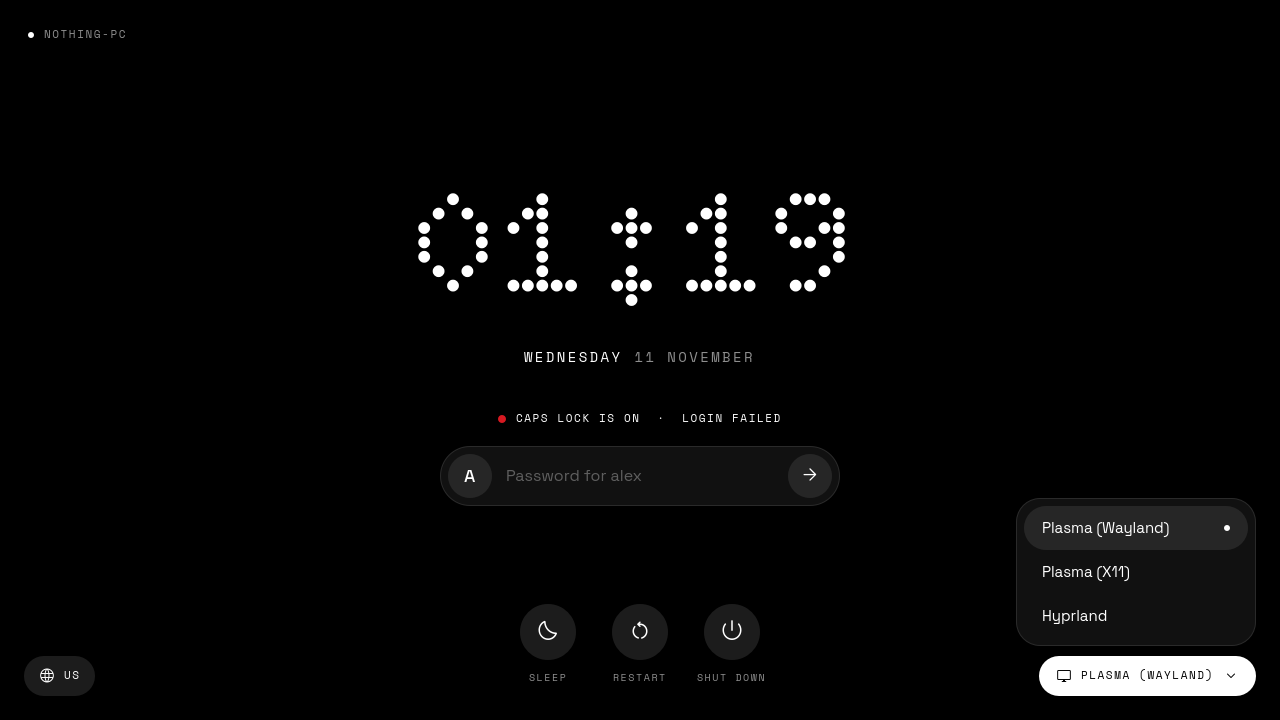 NOTHING-PC
01:19
WEDNESDAY 11 NOVEMBER
CAPS LOCK IS ON · LOGIN FAILED
A Password for alex
Plasma (Wayland)
Plasma (X11)
Hyprland
SLEEP RESTART SHUT DOWN
US
PLASMA (WAYLAND)